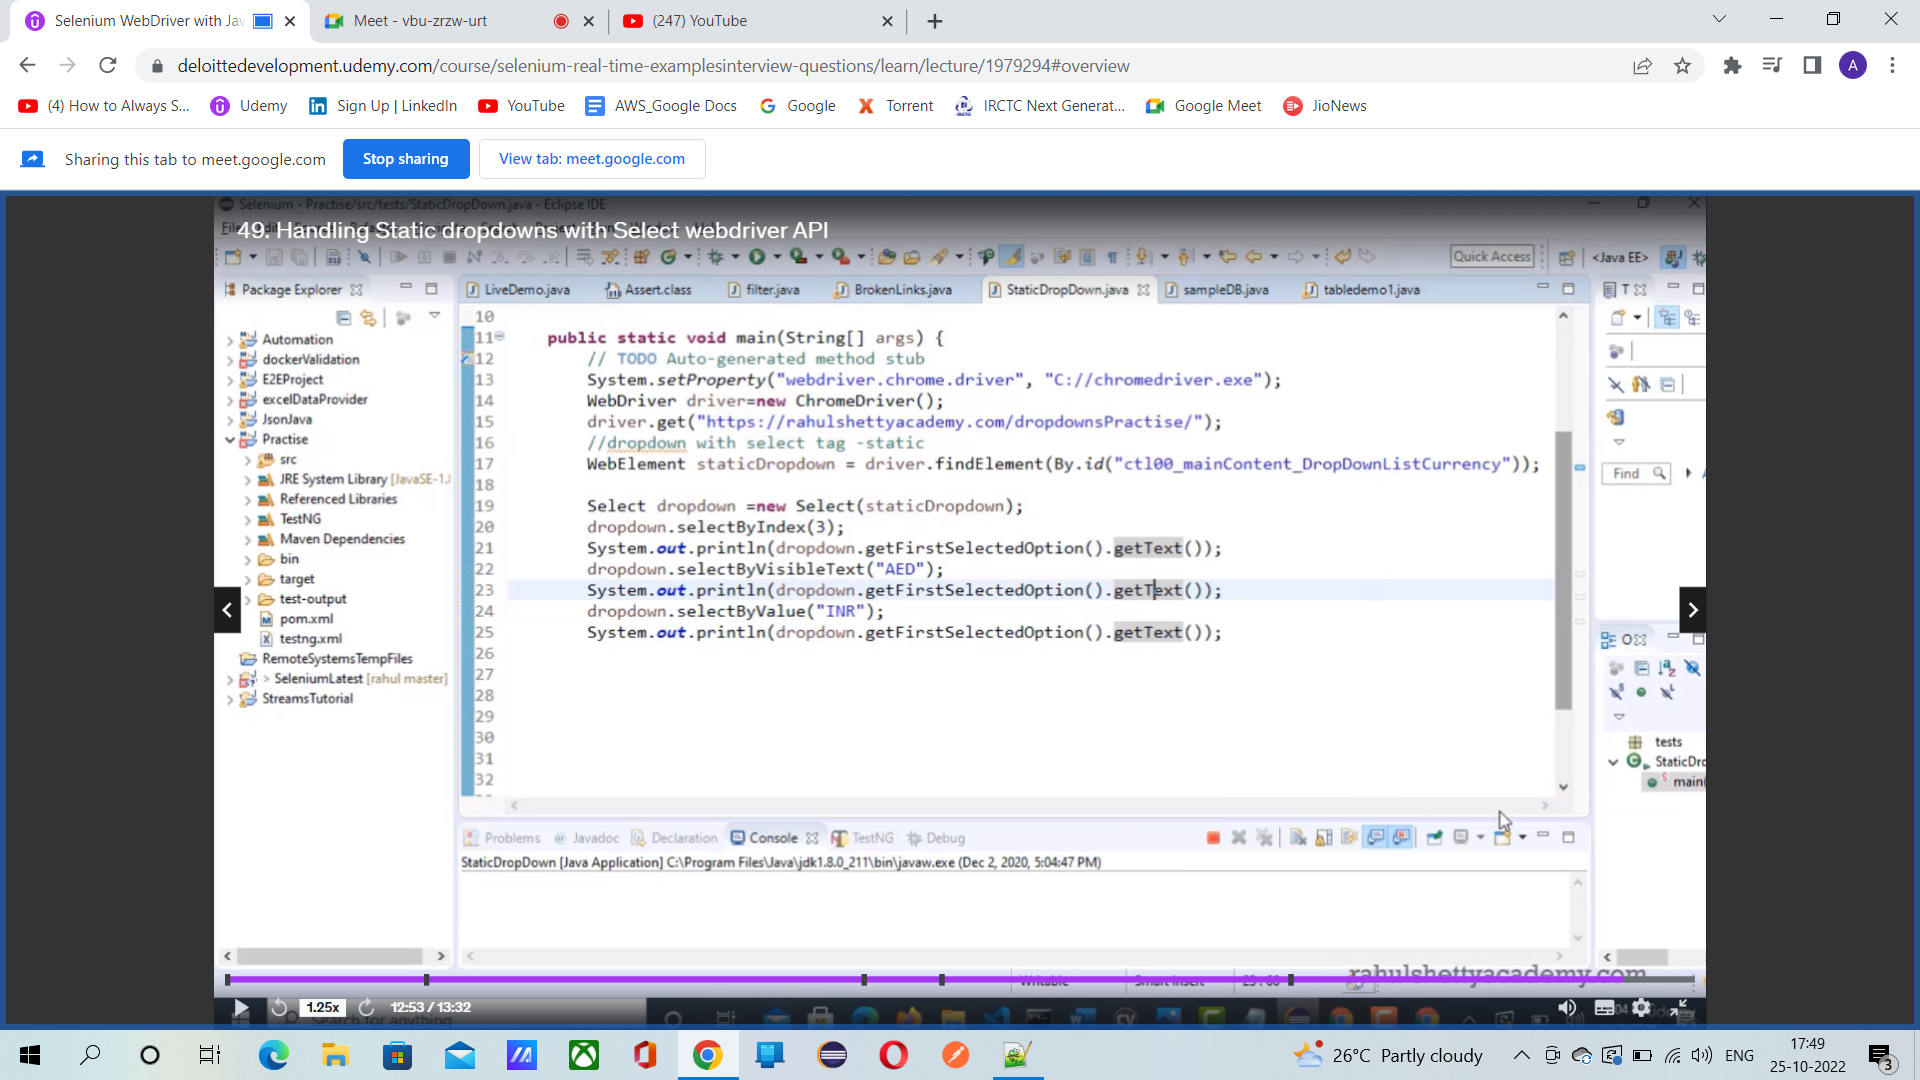 Selenium WebDriver with Jav
Meet - vbu-zrzw-urt
(247) YouTube
deloittedevelopment.udemy.com/course/selenium-real-time-examplesinterview-questions/learn/lecture/1979294#overview
A
(4) How to Always S...
Udemy
Sign Up | LinkedIn
YouTube
AWS_Google Docs
Google
Torrent
IRCTC Next Generat...
Google Meet
JioNews
Sharing this tab to meet.google.com
Stop sharing
View tab: meet.google.com
Selenium - Practise/src/tests/StaticDropDown.java - Eclipse IDE
49. Handling Static dropdowns with Select webdriver API
Quick Access
<Java EE>
Package Explorer
LiveDemo.java
Assert.class
filter.java
BrokenLinks.java
StaticDropDown.java
sampleDB.java
tabledemo1.java
Automation
dockerValidation
E2EProject
excelDataProvider
JsonJava
Practise
src
JRE System Library [JavaSE-1.
Referenced Libraries
TestNG
Maven Dependencies
bin
target
test-output
pom.xml
testng.xml
RemoteSystemsTempFiles
> SeleniumLatest [rahul master]
StreamsTutorial
10
11 public static void main(String[] args) {
12 // TODO Auto-generated method stub
13 System.setProperty("webdriver.chrome.driver", "C://chromedriver.exe");
14 WebDriver driver=new ChromeDriver();
15 driver.get("https://rahulshettyacademy.com/dropdownsPractise/");
16 //dropdown with select tag -static
17 WebElement staticDropdown = driver.findElement(By.id("ctl00_mainContent_DropDownListCurrency"));
18
19 Select dropdown =new Select(staticDropdown);
20 dropdown.selectByIndex(3);
21 System.out.println(dropdown.getFirstSelectedOption().getText());
22 dropdown.selectByVisibleText("AED");
23 System.out.println(dropdown.getFirstSelectedOption().getText());
24 dropdown.selectByValue("INR");
25 System.out.println(dropdown.getFirstSelectedOption().getText());
26
27
28
29
30
31
32
T
Find
O
tests
StaticDro
main(
Problems
Javadoc
Declaration
Console
TestNG
Debug
StaticDropDown [Java Application] C:\Program Files\Java\jdk1.8.0_211\bin\javaw.exe (Dec 2, 2020, 5:04:47 PM)
Writable
Smart Insert
rahulshettyacademy.com
1.25x
12:53 / 13:32
Search for anything
26°C Partly cloudy
ENG
17:49
25-10-2022
3